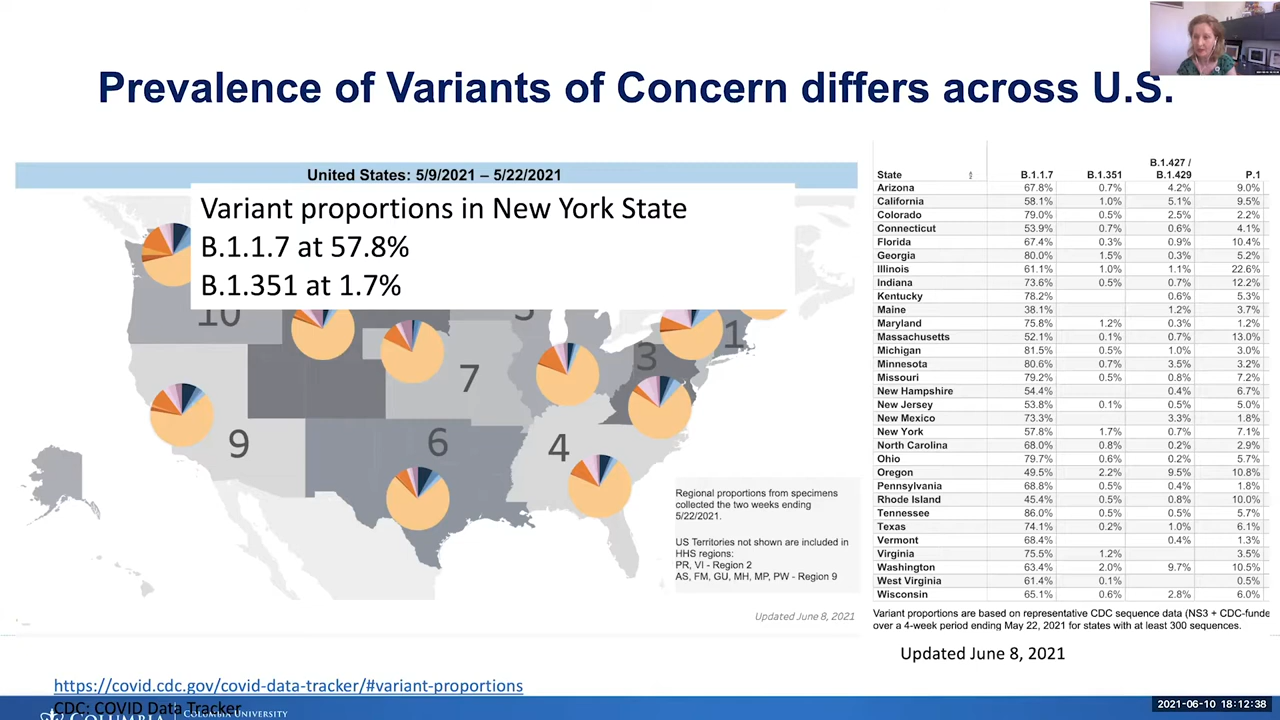 Prevalence of Variants of Concern differs across U.S.
United States: 5/9/2021 – 5/22/2021
Variant proportions in New York State
B.1.1.7 at 57.8%
B.1.351 at 1.7%
10
1
3
7
9
6
4
Regional proportions from specimens
collected the two weeks ending
5/22/2021.
US Territories not shown are included in
HHS regions:
PR, VI - Region 2
AS, FM, GU, MH, MP, PW - Region 9
Updated June 8, 2021
State B.1.1.7 B.1.351 B.1.427 / B.1.429 P.1
Arizona 67.8% 0.7% 4.2% 9.0%
California 58.1% 1.0% 5.1% 9.5%
Colorado 79.0% 0.5% 2.5% 2.2%
Connecticut 53.9% 0.7% 0.6% 4.1%
Florida 67.4% 0.3% 0.9% 10.4%
Georgia 80.0% 1.5% 0.3% 5.2%
Illinois 61.1% 1.0% 1.1% 22.6%
Indiana 73.6% 0.5% 0.7% 12.2%
Kentucky 78.2% 0.6% 5.3%
Maine 38.1% 1.2% 3.7%
Maryland 75.8% 1.2% 0.3% 1.2%
Massachusetts 52.1% 0.1% 0.7% 13.0%
Michigan 81.5% 0.5% 1.0% 3.0%
Minnesota 80.6% 0.7% 3.5% 3.2%
Missouri 79.2% 0.5% 0.8% 7.2%
New Hampshire 54.4% 0.4% 6.7%
New Jersey 53.8% 0.1% 0.5% 5.0%
New Mexico 73.3% 3.3% 1.8%
New York 57.8% 1.7% 0.7% 7.1%
North Carolina 68.0% 0.8% 0.2% 2.9%
Ohio 79.7% 0.6% 0.2% 5.7%
Oregon 49.5% 2.2% 9.5% 10.8%
Pennsylvania 68.8% 0.5% 0.4% 1.8%
Rhode Island 45.4% 0.5% 0.8% 10.0%
Tennessee 86.0% 0.5% 0.5% 5.7%
Texas 74.1% 0.2% 1.0% 6.1%
Vermont 68.4% 0.4% 1.3%
Virginia 75.5% 1.2% 3.5%
Washington 63.4% 2.0% 9.7% 10.5%
West Virginia 61.4% 0.1% 0.5%
Wisconsin 65.1% 0.6% 2.8% 6.0%
Variant proportions are based on representative CDC sequence data (NS3 + CDC-funde
over a 4-week period ending May 22, 2021 for states with at least 300 sequences.
Updated June 8, 2021
https://covid.cdc.gov/covid-data-tracker/#variant-proportions
CDC: COVID Data Tracker
COLUMBIA COLUMBIA UNIVERSITY
2021-06-10 18:12:38